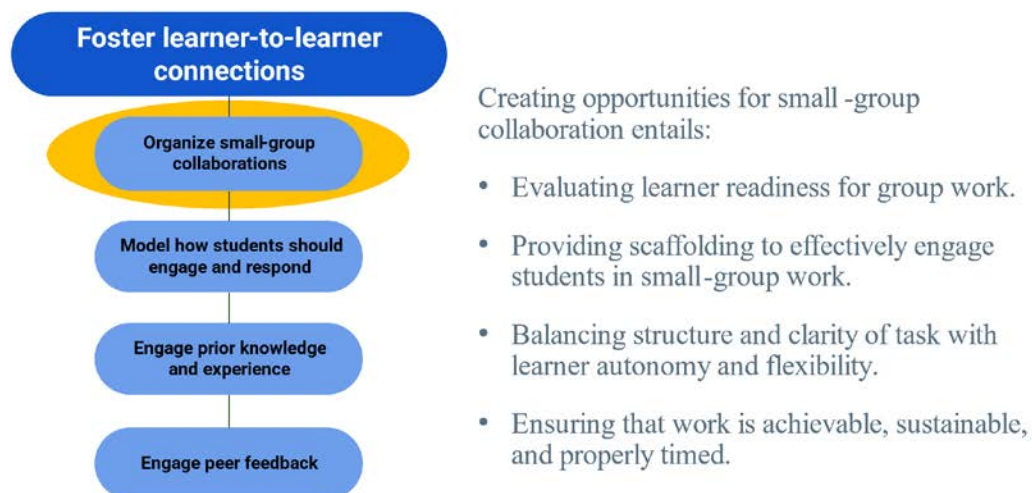 Foster learner-to-learner
connections
Organize small-group
collaborations
Model how students should
engage and respond
Engage prior knowledge
and experience
Engage peer feedback
Creating opportunities for small -group
collaboration entails:
• Evaluating learner readiness for group work.
• Providing scaffolding to effectively engage
students in small-group work.
• Balancing structure and clarity of task with
learner autonomy and flexibility.
• Ensuring that work is achievable, sustainable,
and properly timed.